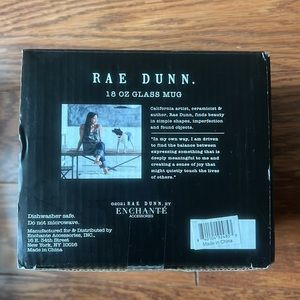 RAE DUNN.
18 OZ GLASS MUG
California artist, ceramicist &
author, Rae Dunn, finds beauty
in simple shapes, imperfection
and found objects.
"In my own way, I am driven
to find the balance between
expressing something that is
deeply meaningful to me and
creating a sense of joy that
might quietly touch the lives
of others."
©2021 RAE DUNN. BY
ENCHANTÉ
ACCESSORIES
Dishwasher safe.
Do not microwave.
Manufactured for & Distributed by
Enchante Accessories, INC.,
16 E. 34th Street
New York, NY 10016
Made in China
Made in China